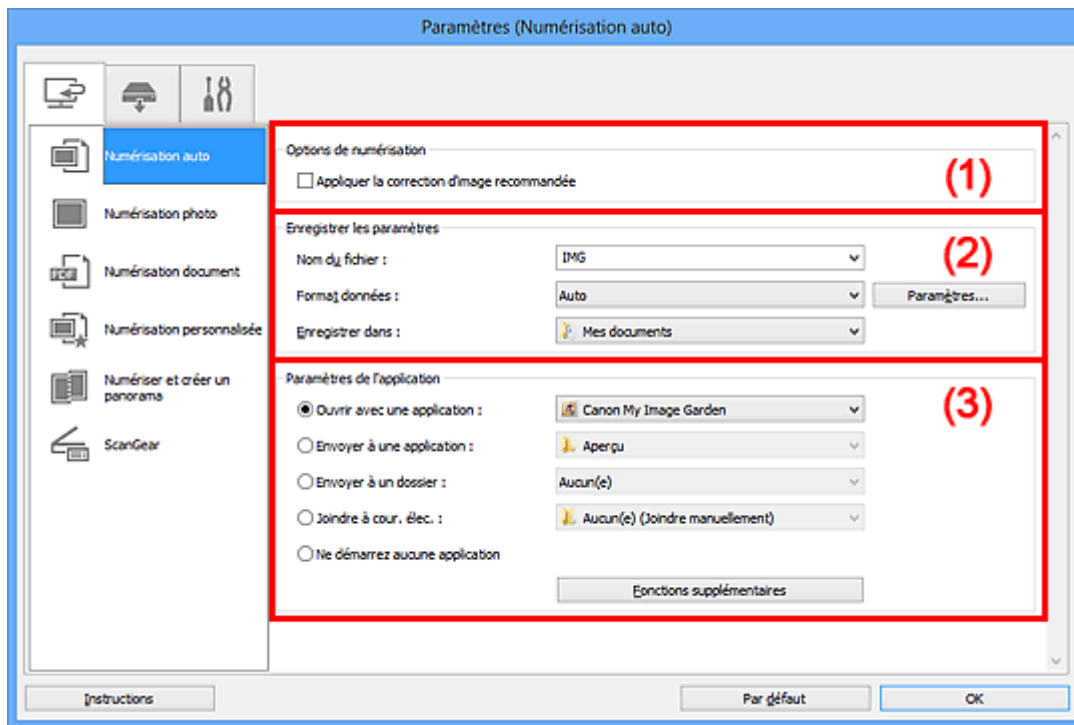 Paramètres (Numérisation auto)
Numérisation auto
Numérisation photo
Numérisation document
Numérisation personnalisée
Numériser et créer un
panorama
ScanGear
Options de numérisation
Appliquer la correction d'image recommandée
(1)
Enregistrer les paramètres
(2)
Nom du fichier : IMG
Format données : Auto Paramètres...
Enregistrer dans : Mes documents
Paramètres de l'application
(3)
Ouvrir avec une application : Canon My Image Garden
Envoyer à une application : Aperçu
Envoyer à un dossier : Aucun(e)
Joindre à cour. élec. : Aucun(e) (Joindre manuellement)
Ne démarrez aucune application
Fonctions supplémentaires
Instructions Par défaut OK